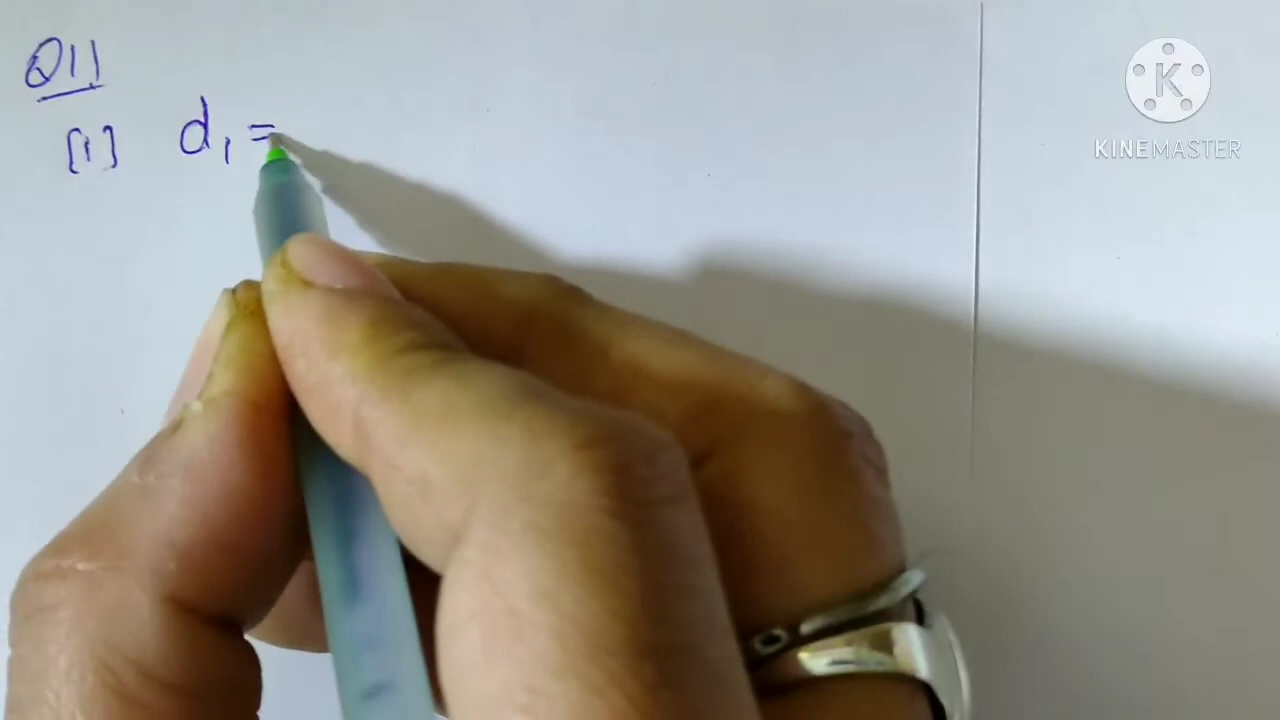 Q11
[1] d₁ =
K
KINEMASTER